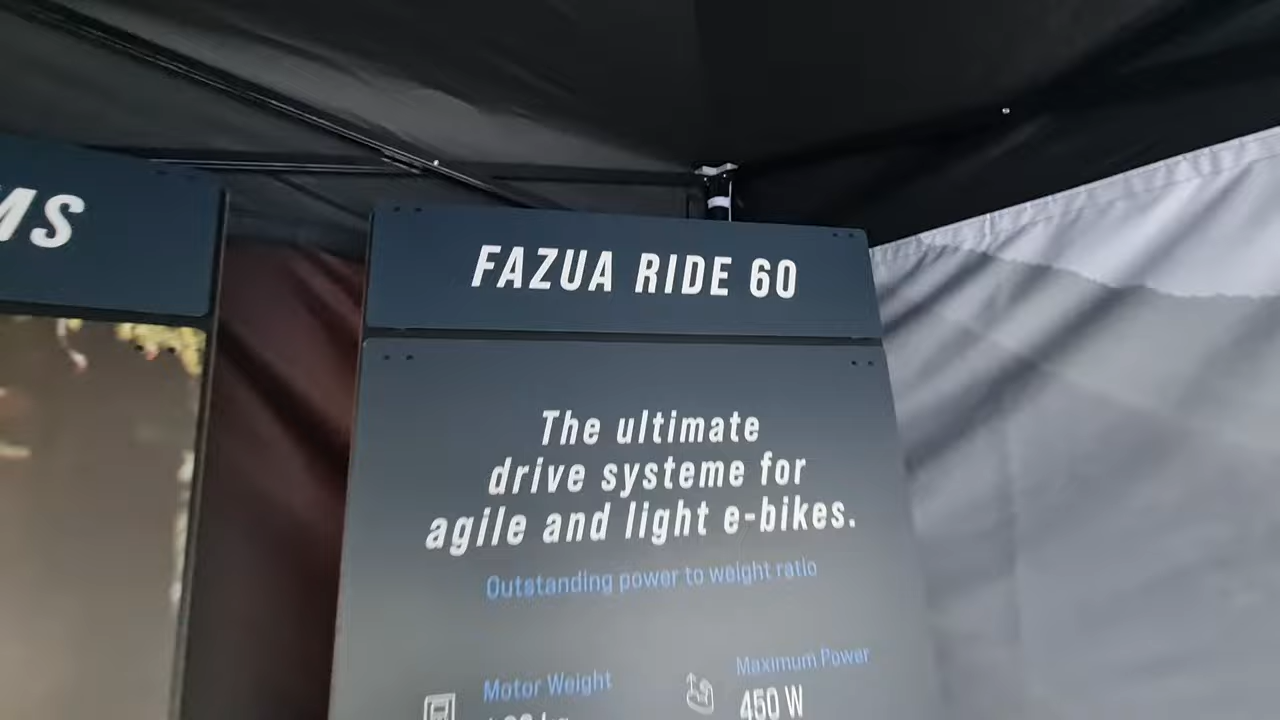 MS
FAZUA RIDE 60
The ultimate
drive systeme for
agile and light e-bikes.
Outstanding power to weight ratio
Motor Weight
Maximum Power
450 W